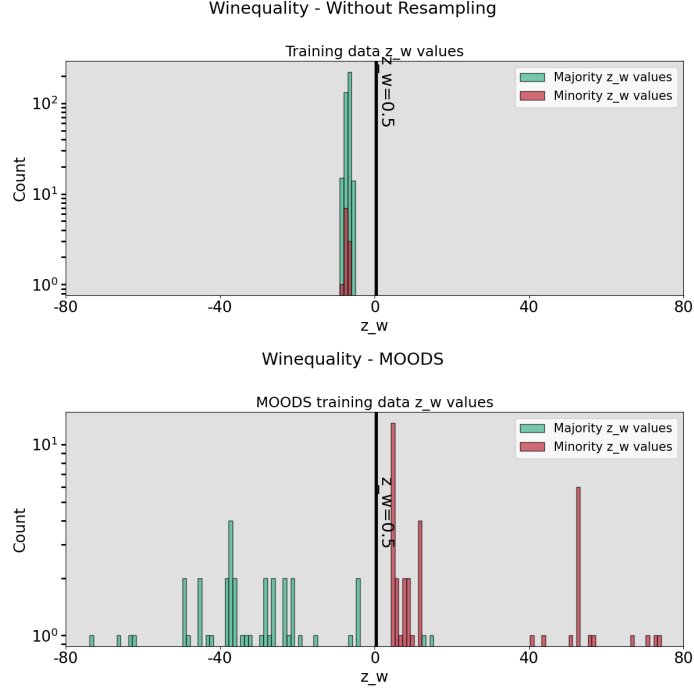 Winequality - Without Resampling
Training data z_w values
z_w=0.5
Majority z_w values
Minority z_w values
Count
10²
10¹
10⁰
-80 -40 0 40 80
z_w
Winequality - MOODS
MOODS training data z_w values
z_w=0.5
Majority z_w values
Minority z_w values
Count
10¹
10⁰
-80 -40 0 40 80
z_w